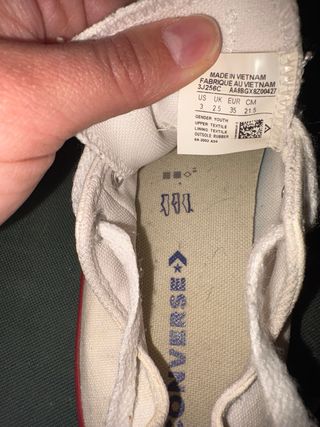 MADE IN VIETNAM
FABRIQUE AU VIETNAM
3J256C AA8BGX8Z00427
US UK EUR CM
3 2.5 35 21.5
GENDER YOUTH
UPPER TEXTILE
LINING TEXTILE
OUTSOLE RUBBER
CONVERSE